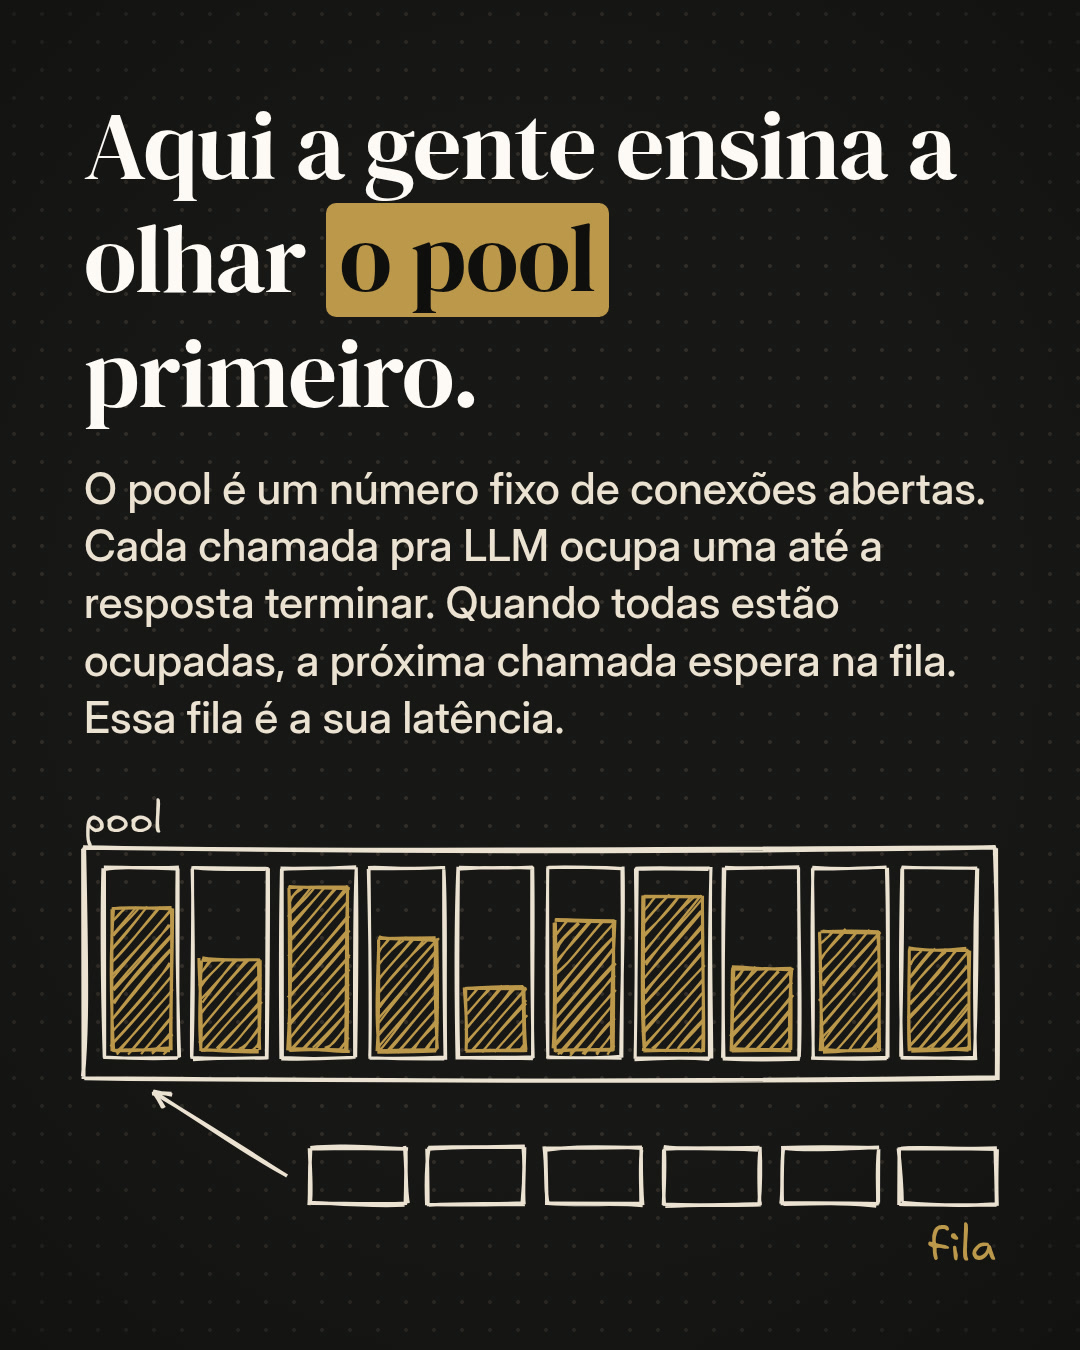 Aqui a gente ensina a
olhar o pool
primeiro.
O pool é um número fixo de conexões abertas.
Cada chamada pra LLM ocupa uma até a
resposta terminar. Quando todas estão
ocupadas, a próxima chamada espera na fila.
Essa fila é a sua latência.
pool
fila